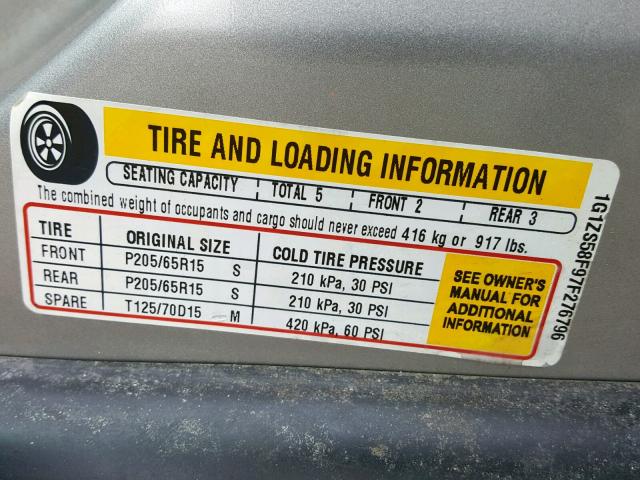 TIRE AND LOADING INFORMATION
SEATING CAPACITY TOTAL 5 FRONT 2 REAR 3
The combined weight of occupants and cargo should never exceed 416 kg or 917 lbs.
TIRE ORIGINAL SIZE COLD TIRE PRESSURE
FRONT P205/65R15 S 210 kPa, 30 PSI
REAR P205/65R15 S 210 kPa, 30 PSI
SPARE T125/70D15 M 420 kPa, 60 PSI
SEE OWNER'S
MANUAL FOR
ADDITIONAL
INFORMATION
1G1ZS58F97F276796